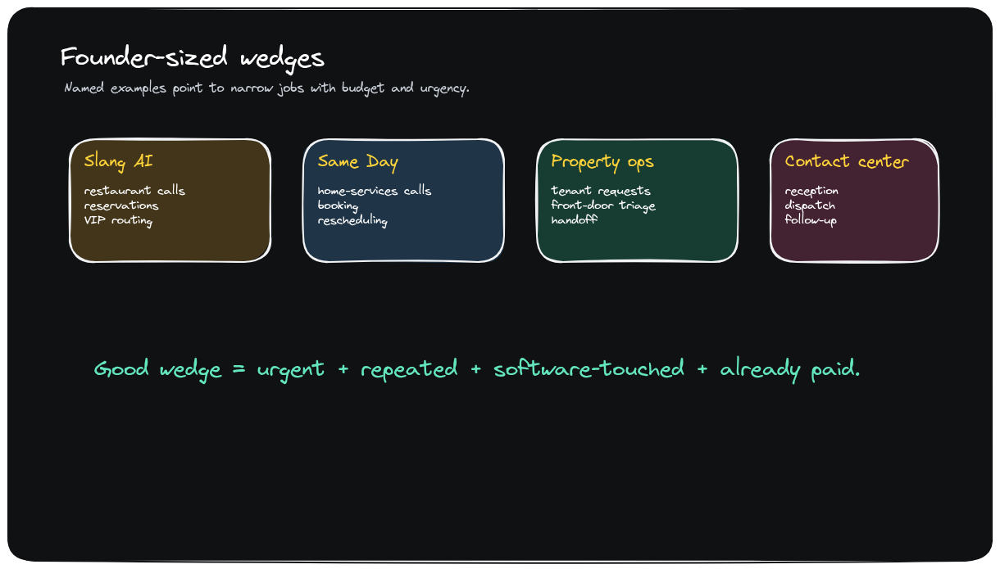 Founder-sized wedges
Named examples point to narrow jobs with budget and urgency.
Slang AI
restaurant calls
reservations
VIP routing
Same Day
home-services calls
booking
rescheduling
Property ops
tenant requests
front-door triage
handoff
Contact center
reception
dispatch
follow-up
Good wedge = urgent + repeated + software-touched + already paid.